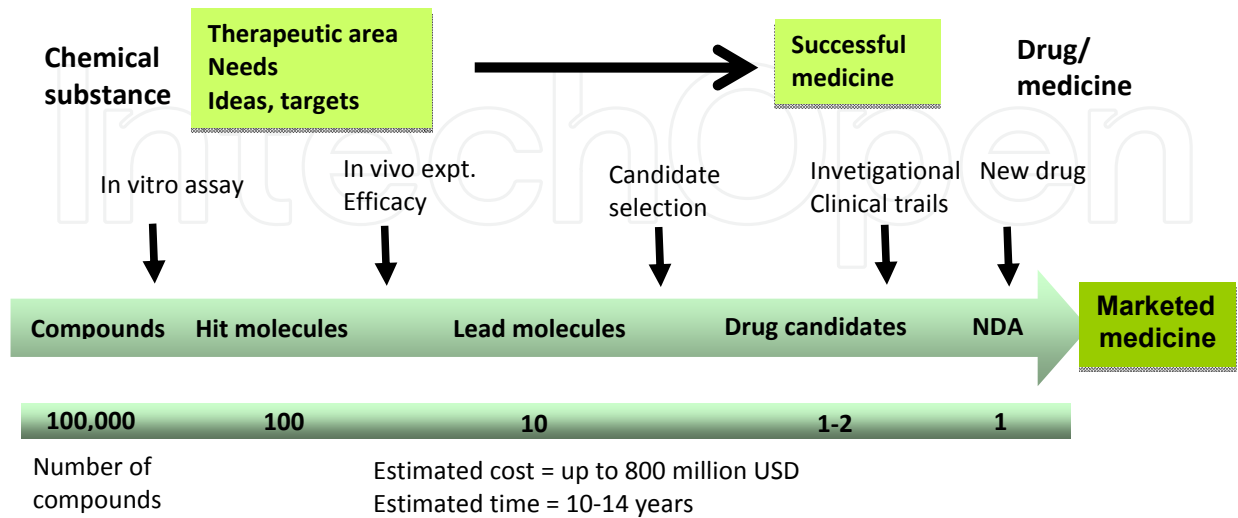 Chemical
substance
Therapeutic area
Needs
Ideas, targets
Successful
medicine
Drug/
medicine
IntechOpen
In vitro assay
In vivo expt.
Efficacy
Candidate
selection
Invetigational
Clinical trails
New drug
Compounds
Hit molecules
Lead molecules
Drug candidates
NDA
Marketed
medicine
100,000
100
10
1-2
1
Number of
compounds
Estimated cost = up to 800 million USD
Estimated time = 10-14 years